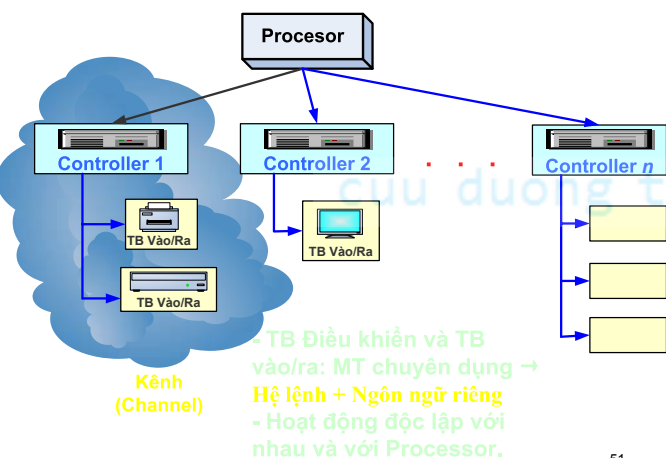 Procesor
Controller 1
Controller 2
. . .
Controller n
cuu duong t
TB Vào/Ra
TB Vào/Ra
TB Vào/Ra
- TB Điều khiển và TB
vào/ra: MT chuyên dụng →
Hệ lệnh + Ngôn ngữ riêng
- Hoạt động độc lập với
nhau và với Processor.
Kênh
(Channel)
51